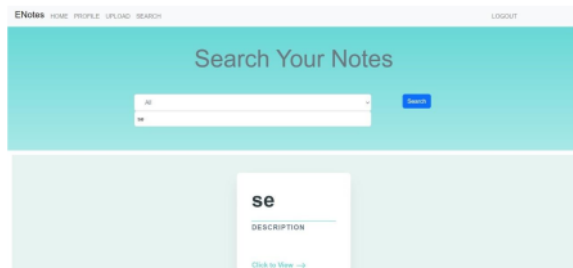 ENotes HOME PROFILE UPLOAD SEARCH LOGOUT
Search Your Notes
All
Search
se
se
DESCRIPTION
Click to View -->